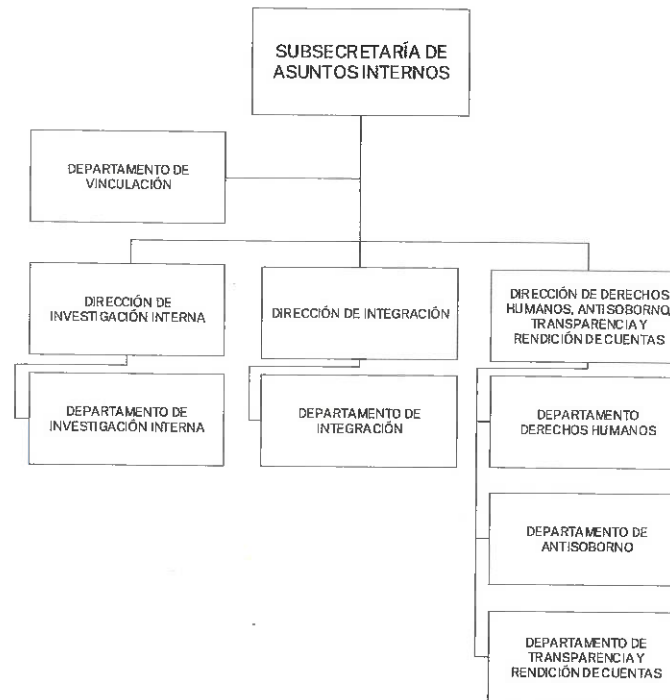 SUBSECRETARÍA DE
ASUNTOS INTERNOS
DEPARTAMENTO DE
VINCULACIÓN
DIRECCIÓN DE
INVESTIGACIÓN INTERNA
DIRECCIÓN DE INTEGRACIÓN
DIRECCIÓN DE DERECHOS
HUMANOS, ANTISOBORNO,
TRANSPARENCIA Y
RENDICIÓN DE CUENTAS
DEPARTAMENTO DE
INVESTIGACIÓN INTERNA
DEPARTAMENTO DE
INTEGRACIÓN
DEPARTAMENTO
DERECHOS HUMANOS
DEPARTAMENTO DE
ANTISOBORNO
DEPARTAMENTO DE
TRANSPARENCIA Y
RENDICIÓN DE CUENTAS